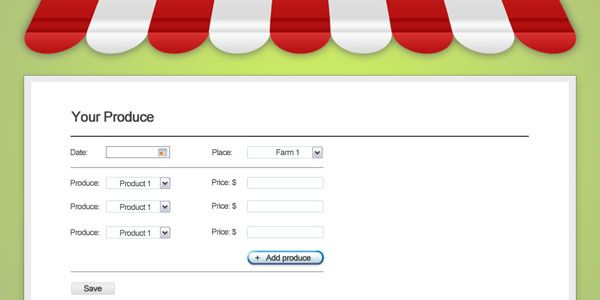 Your Produce
Date: Place: Farm 1
Produce: Product 1 Price: $
Produce: Product 1 Price: $
Produce: Product 1 Price: $
+ Add produce
Save